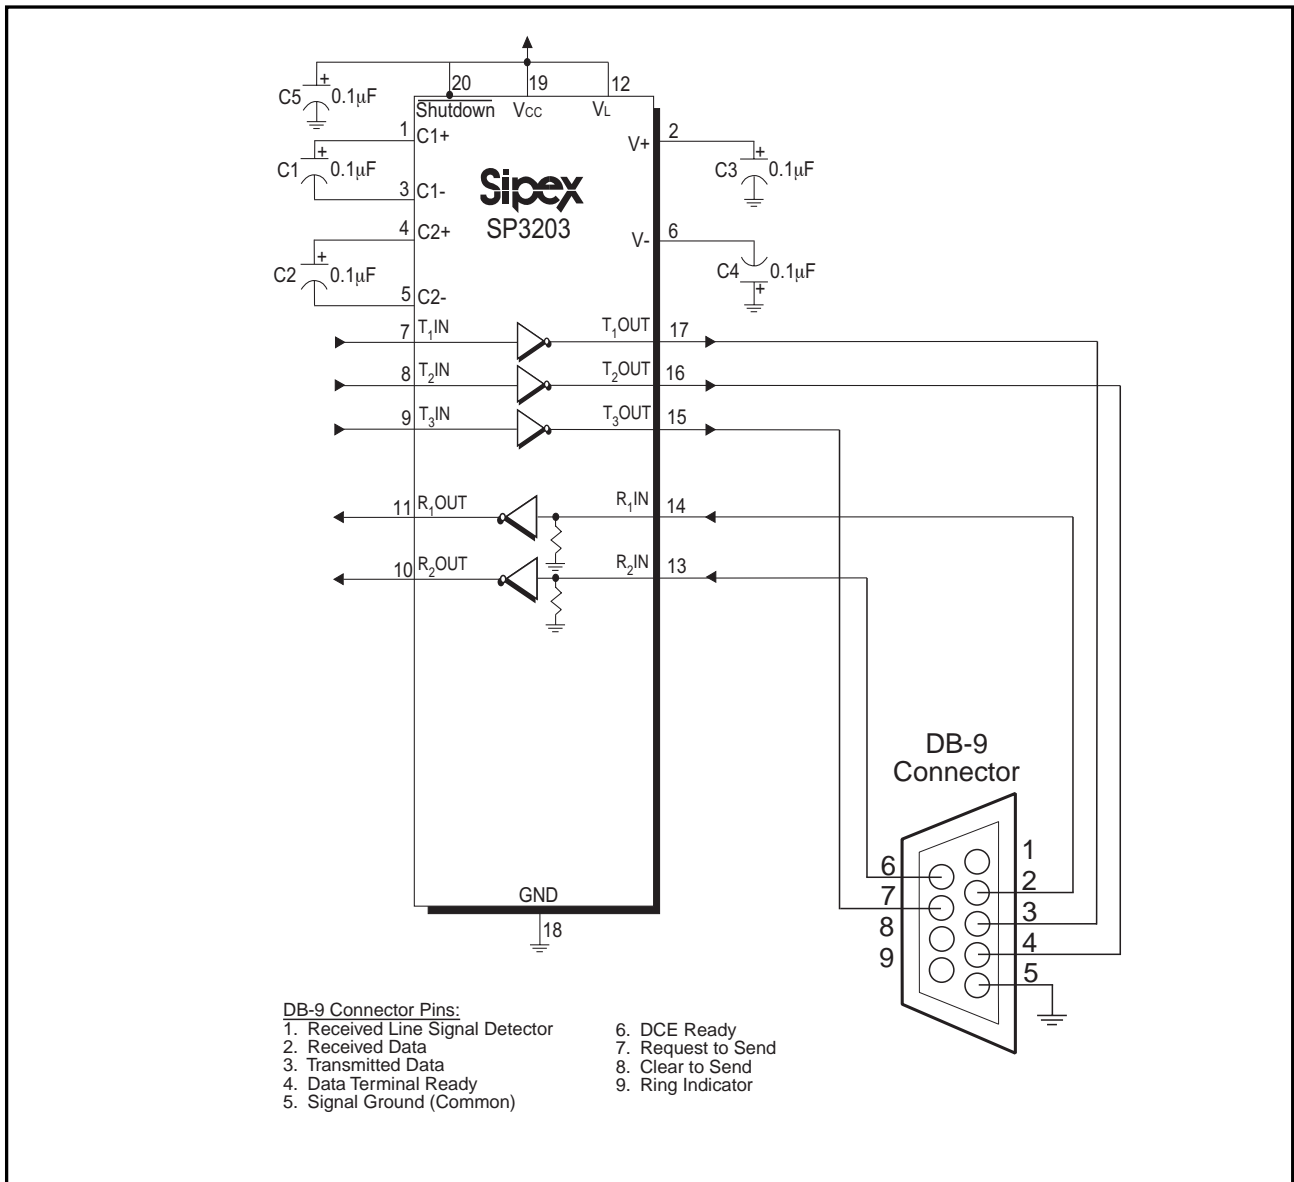 20 19 12
C5 + 0.1µF
Shutdown VCC VL
1 C1+ V+ 2
C1 + 0.1µF
C3 + 0.1µF
3 C1-
Sipex
SP3203
4 C2+ V- 6
C2 + 0.1µF
C4 0.1µF +
5 C2-
7 T1IN T1OUT 17
8 T2IN T2OUT 16
9 T3IN T3OUT 15
11 R1OUT R1IN 14
10 R2OUT R2IN 13
DB-9
Connector
1
6
2
7
3
8
4
9
5
GND
18
DB-9 Connector Pins:
1. Received Line Signal Detector
2. Received Data
3. Transmitted Data
4. Data Terminal Ready
5. Signal Ground (Common)
6. DCE Ready
7. Request to Send
8. Clear to Send
9. Ring Indicator